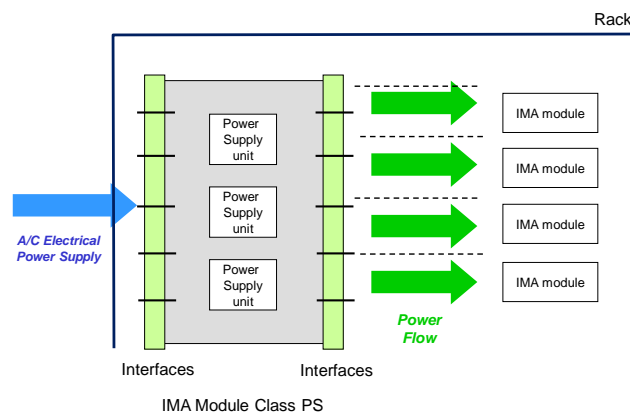 Rack
Power
Supply
unit
IMA module
IMA module
Power
Supply
unit
IMA module
A/C Electrical
Power Supply
Power
Supply
unit
IMA module
Power
Flow
Interfaces
Interfaces
IMA Module Class PS